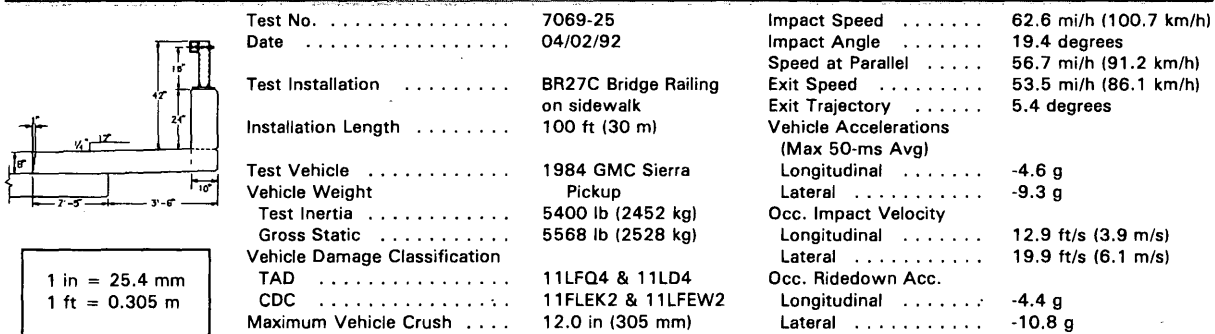 Test No. . . . . . . . . . . . . . . . 7069-25
Date . . . . . . . . . . . . . . . . . 04/02/92
Test Installation . . . . . . . . . BR27C Bridge Railing
on sidewalk
Installation Length . . . . . . . . . 100 ft (30 m)
Test Vehicle . . . . . . . . . . . . . 1984 GMC Sierra
Vehicle Weight Pickup
Test Inertia . . . . . . . . . . . . 5400 lb (2452 kg)
Gross Static . . . . . . . . . . . 5568 lb (2528 kg)
Vehicle Damage Classification
TAD . . . . . . . . . . . . . . . . 11LFQ4 & 11LD4
CDC . . . . . . . . . . . . . . . . 11FLEK2 & 11LFEW2
Maximum Vehicle Crush . . . . 12.0 in (305 mm)
Impact Speed . . . . . . . 62.6 mi/h (100.7 km/h)
Impact Angle . . . . . . . 19.4 degrees
Speed at Parallel . . . . . 56.7 mi/h (91.2 km/h)
Exit Speed . . . . . . . . . 53.5 mi/h (86.1 km/h)
Exit Trajectory . . . . . . 5.4 degrees
Vehicle Accelerations
(Max 50-ms Avg)
Longitudinal . . . . . . . -4.6 g
Lateral . . . . . . . . . . . -9.3 g
Occ. Impact Velocity
Longitudinal . . . . . . . 12.9 ft/s (3.9 m/s)
Lateral . . . . . . . . . . . 19.9 ft/s (6.1 m/s)
Occ. Ridedown Acc.
Longitudinal . . . . . . . -4.4 g
Lateral . . . . . . . . . . . -10.8 g
18"
42"
24"
12"
1/4"
8"
10"
2'-5"
3'-6"
1 in = 25.4 mm
1 ft = 0.305 m